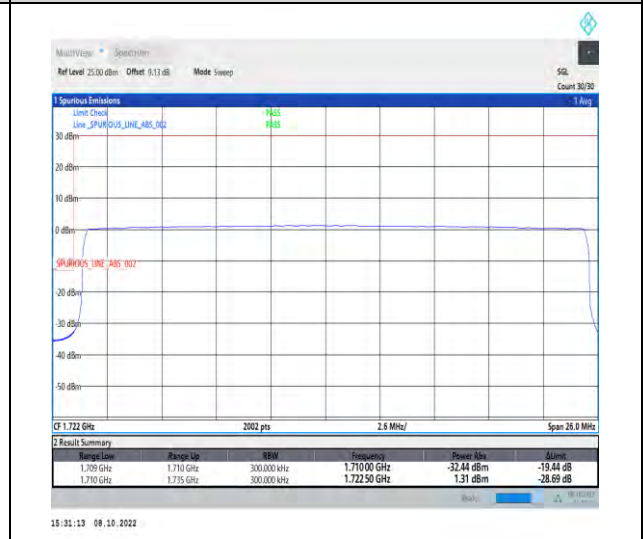 MultiView Spectrum
Ref Level 25.00 dBm Offset 9.13 dB Mode Sweep SGL
Count 30/30
1 Spurious Emissions 1 Avg
Limit Check PASS
Line _SPURIOUS_LINE_ABS_002 PASS
30 dBm
20 dBm
10 dBm
0 dBm
_SPURIOUS_LINE_ABS_002
-20 dBm
-30 dBm
-40 dBm
-50 dBm
CF 1.722 GHz 2002 pts 2.6 MHz/ Span 26.0 MHz
2 Result Summary
Range Low Range Up RBW Frequency Power Abs ΔLimit
1.709 GHz 1.710 GHz 300.000 kHz 1.71000 GHz -32.44 dBm -19.44 dB
1.710 GHz 1.735 GHz 300.000 kHz 1.72250 GHz 1.31 dBm -28.69 dB
Ready
15:31:13 08.10.2022